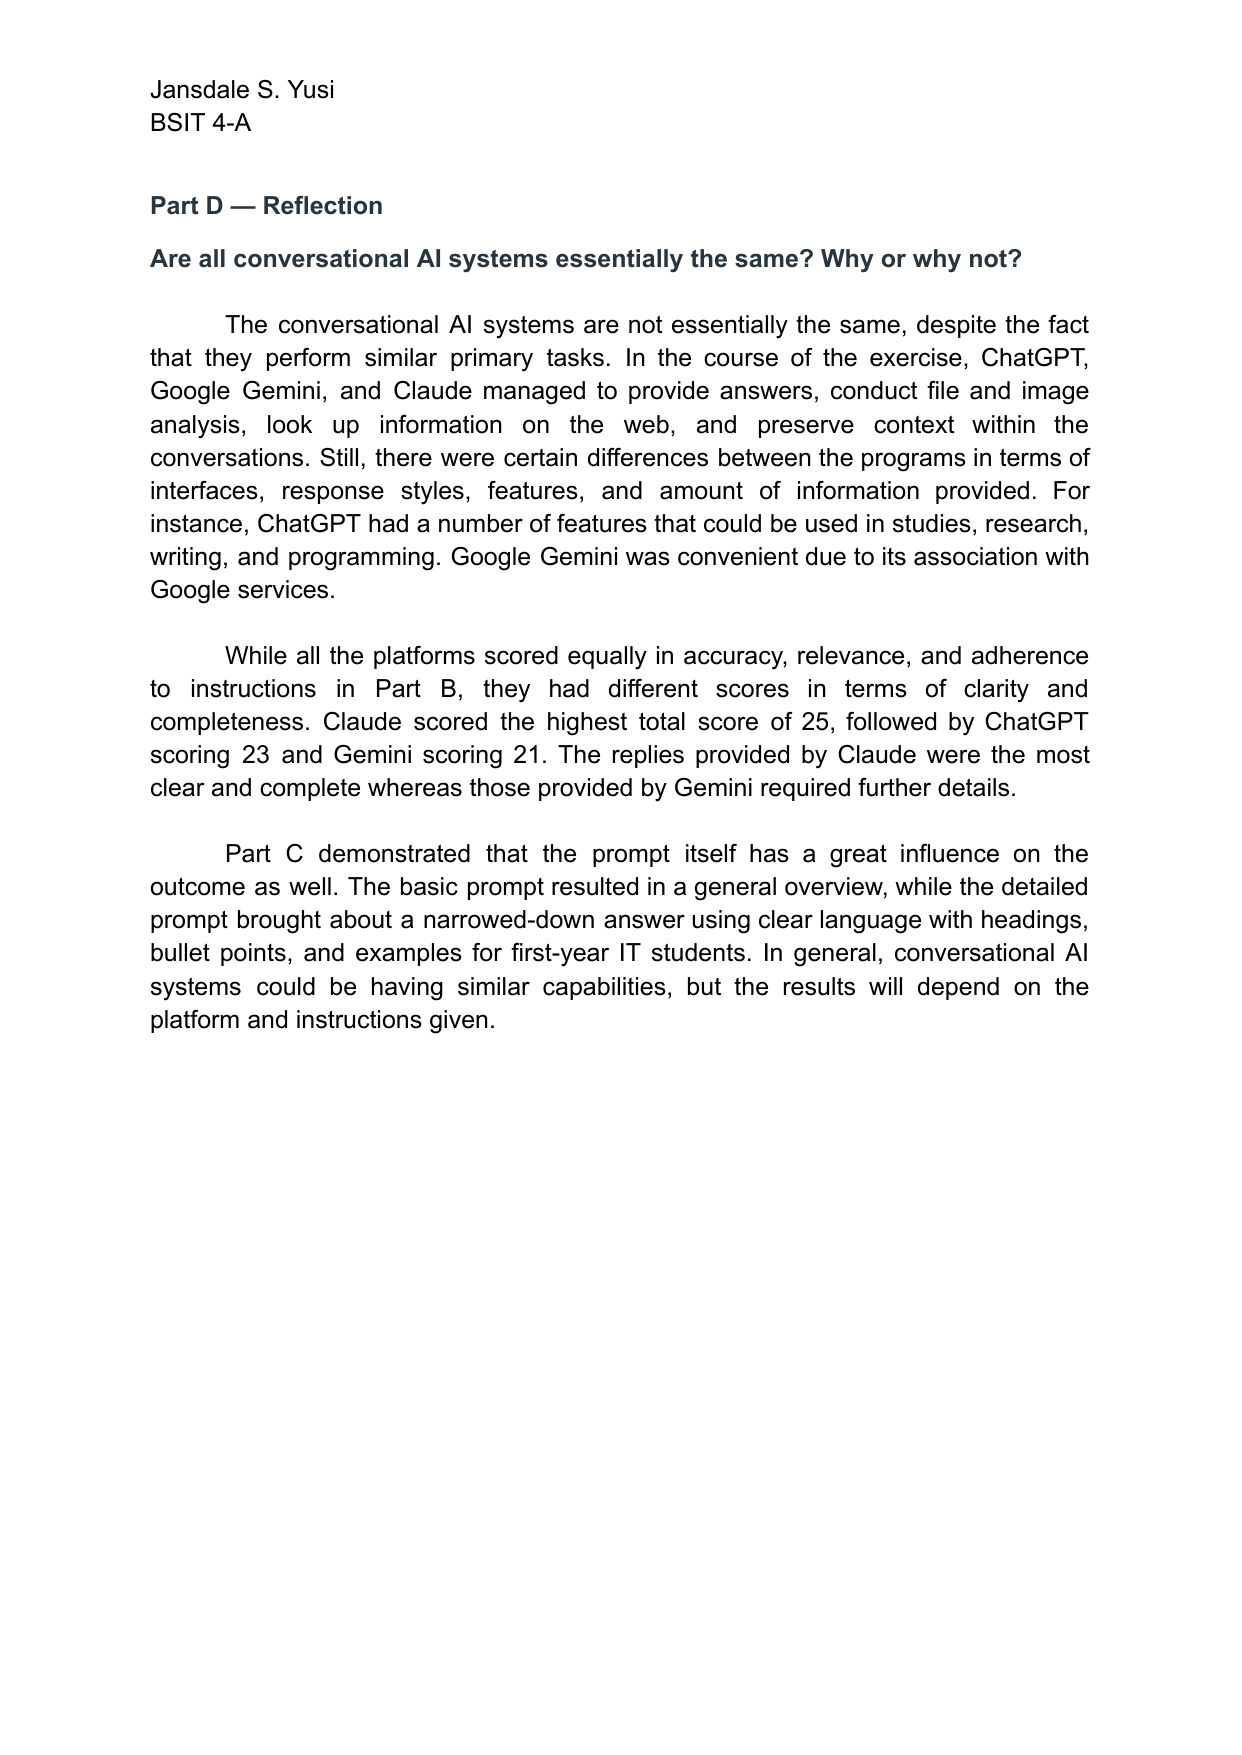 Jansdale S. Yusi
BSIT 4-A
Part D — Reflection
Are all conversational AI systems essentially the same? Why or why not?
The conversational AI systems are not essentially the same, despite the fact
that they perform similar primary tasks. In the course of the exercise, ChatGPT,
Google Gemini, and Claude managed to provide answers, conduct file and image
analysis, look up information on the web, and preserve context within the
conversations. Still, there were certain differences between the programs in terms of
interfaces, response styles, features, and amount of information provided. For
instance, ChatGPT had a number of features that could be used in studies, research,
writing, and programming. Google Gemini was convenient due to its association with
Google services.
While all the platforms scored equally in accuracy, relevance, and adherence
to instructions in Part B, they had different scores in terms of clarity and
completeness. Claude scored the highest total score of 25, followed by ChatGPT
scoring 23 and Gemini scoring 21. The replies provided by Claude were the most
clear and complete whereas those provided by Gemini required further details.
Part C demonstrated that the prompt itself has a great influence on the
outcome as well. The basic prompt resulted in a general overview, while the detailed
prompt brought about a narrowed-down answer using clear language with headings,
bullet points, and examples for first-year IT students. In general, conversational AI
systems could be having similar capabilities, but the results will depend on the
platform and instructions given.